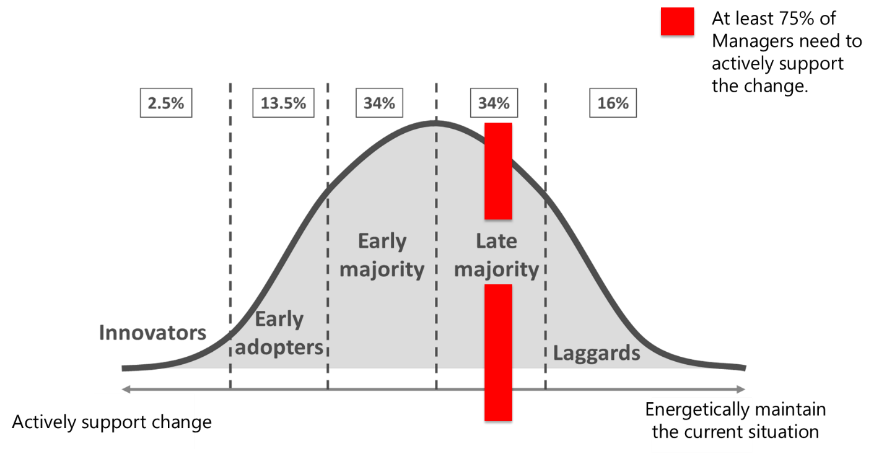 At least 75% of
Managers need to
actively support
the change.
2.5%
13.5%
34%
34%
16%
Early
majority
Late
majority
Innovators
Early
adopters
Laggards
Actively support change
Energetically maintain
the current situation